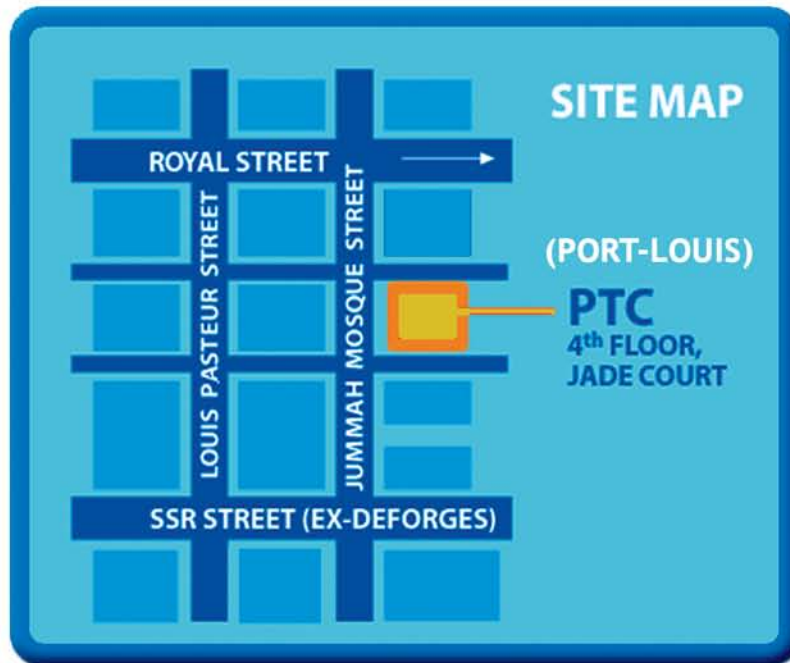 SITE MAP
ROYAL STREET
LOUIS PASTEUR STREET
JUMMAH MOSQUE STREET
(PORT-LOUIS)
PTC
4th FLOOR,
JADE COURT
SSR STREET (EX-DEFORGES)